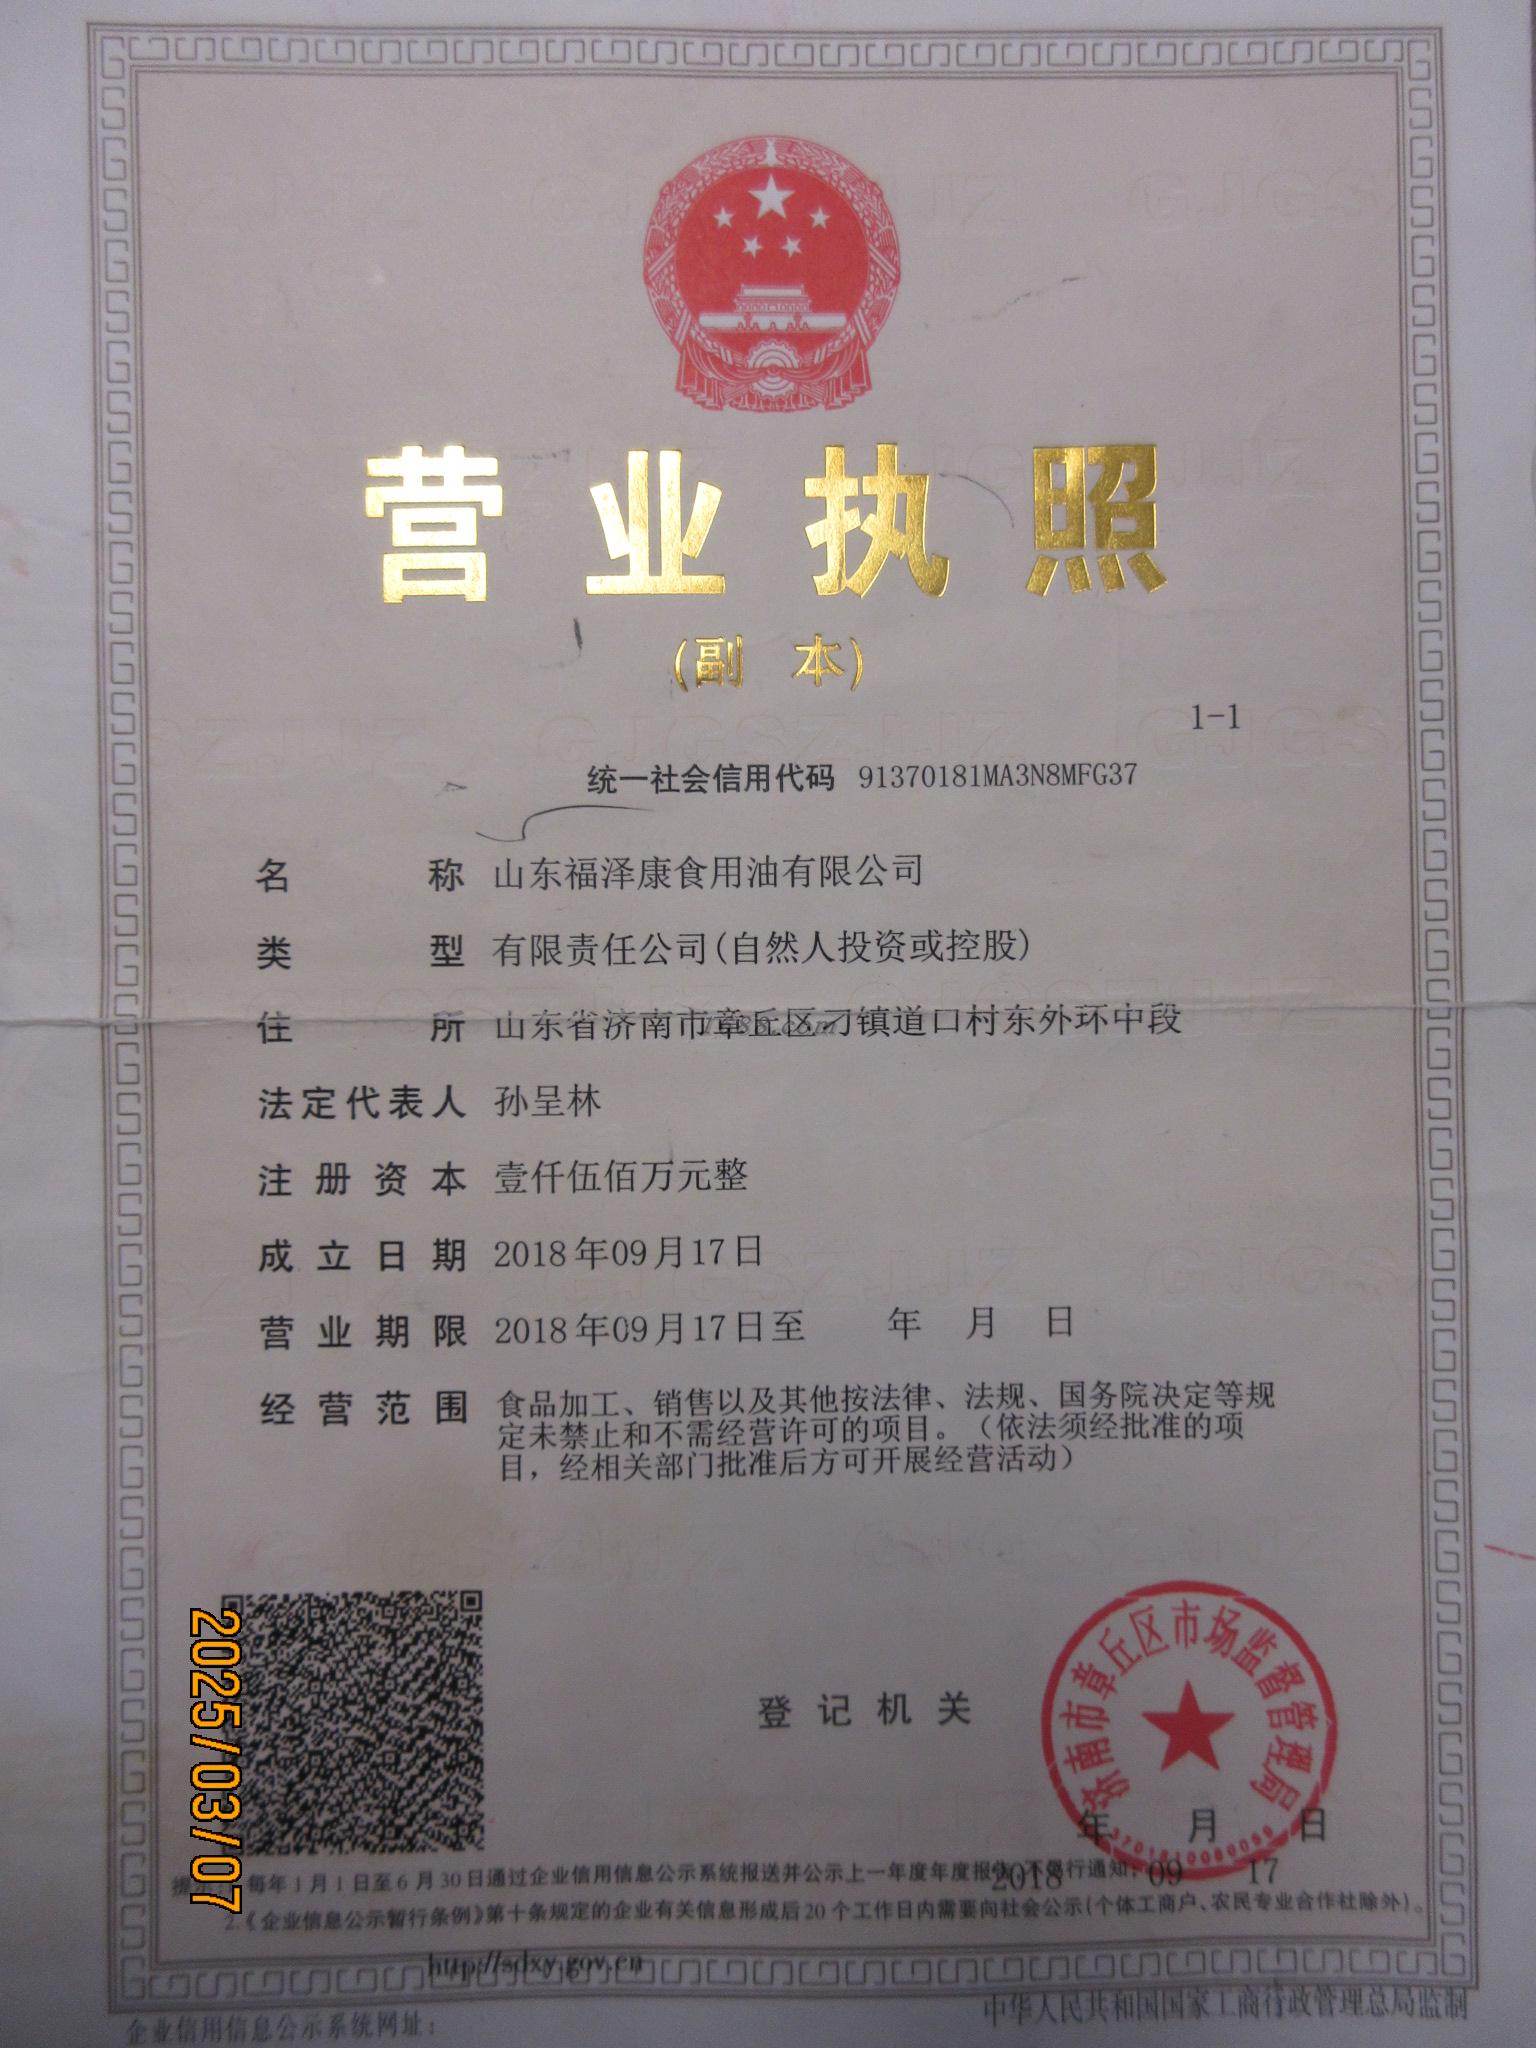 营业执照
(副 本)
1-1
统一社会信用代码 91370181MA3N8MFG37
名称 山东福泽康食用油有限公司
类型 有限责任公司(自然人投资或控股)
住所 山东省济南市章丘区刁镇道口村东外环中段
1688.com
法定代表人 孙呈林
注册资本 壹仟伍佰万元整
成立日期 2018年09月17日
营业期限 2018年09月17日至 年 月 日
经营范围 食品加工、销售以及其他按法律、法规、国务院决定等规
定未禁止和不需经营许可的项目。（依法须经批准的项
目，经相关部门批准后方可开展经营活动）
登记机关
济南市章丘区市场监督管理局
年 月 日
2018 09 17
2025/03/07
每年1月1日至6月30日通过企业信用信息公示系统报送并公示上一年度年度报告,不另行通知;
2.《企业信息公示暂行条例》第十条规定的企业有关信息形成后20个工作日内需要向社会公示(个体工商户、农民专业合作社除外)。
http://sdxy.gov.cn
企业信用信息公示系统网址：
中华人民共和国国家工商行政管理总局监制